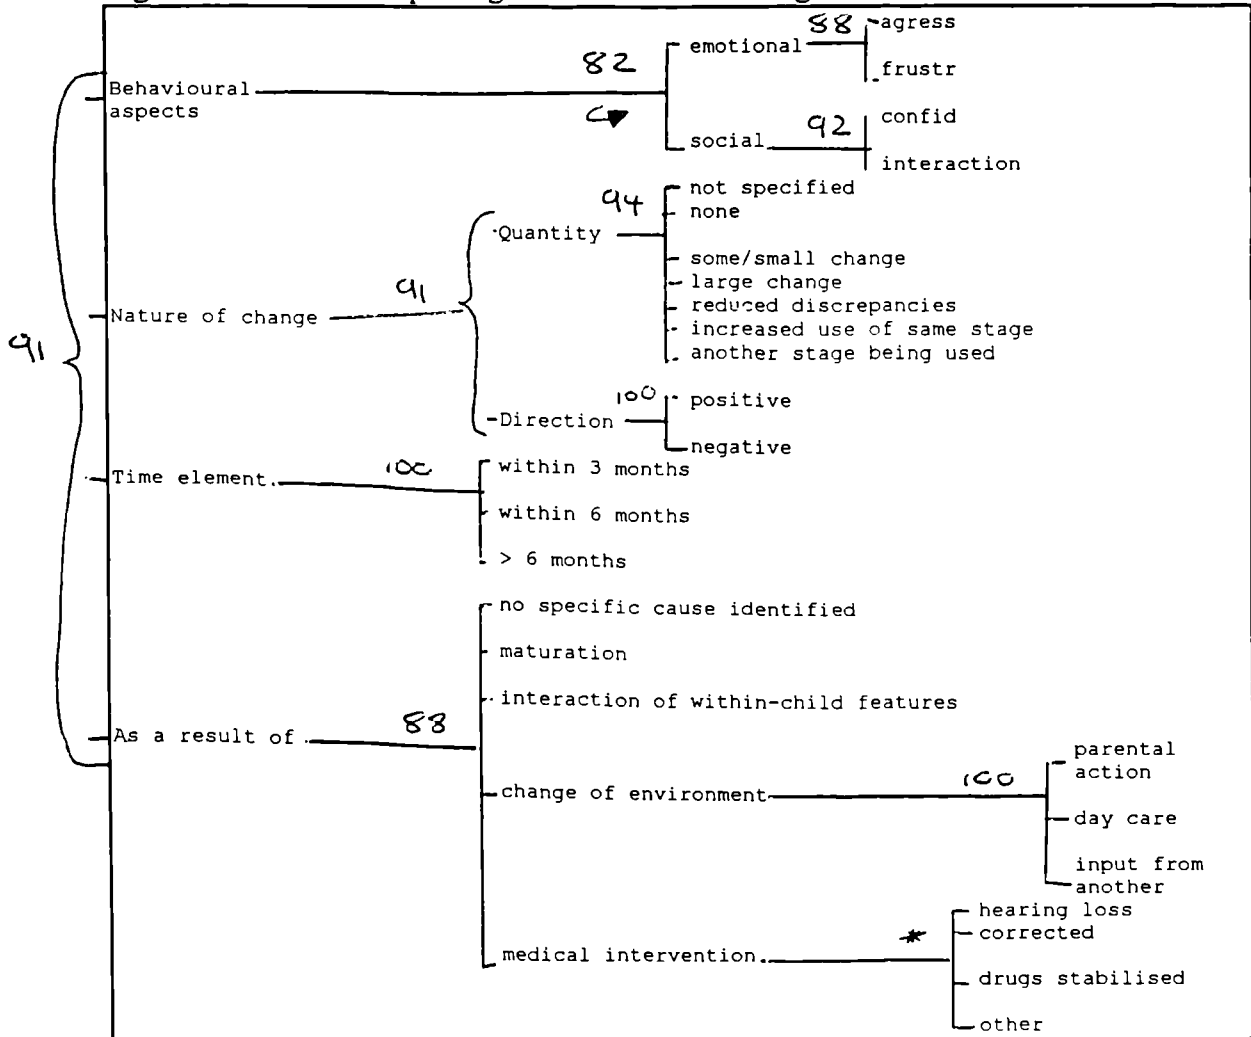 88
agress
emotional
82
frustr
Behavioural
aspects
confid
92
social
interaction
not specified
94
none
Quantity
some/small change
large change
91
reduced discrepancies
Nature of change
increased use of same stage
91
another stage being used
100
positive
Direction
negative
within 3 months
100
Time element.
within 6 months
> 6 months
no specific cause identified
maturation
interaction of within-child features
88
As a result of
parental
action
100
change of environment
day care
input from
another
hearing loss
*
corrected
medical intervention.
drugs stabilised
other